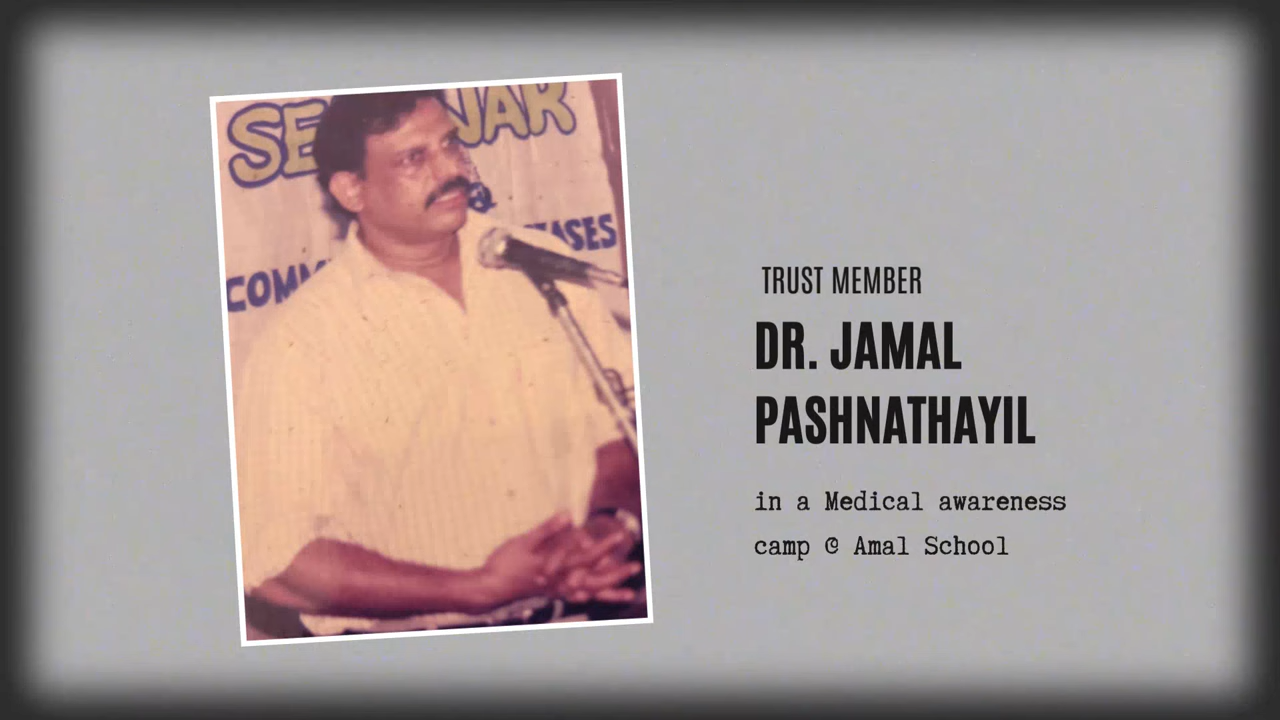 TRUST MEMBER
DR. JAMAL
PASHNATHAYIL
in a Medical awareness
camp @ Amal School